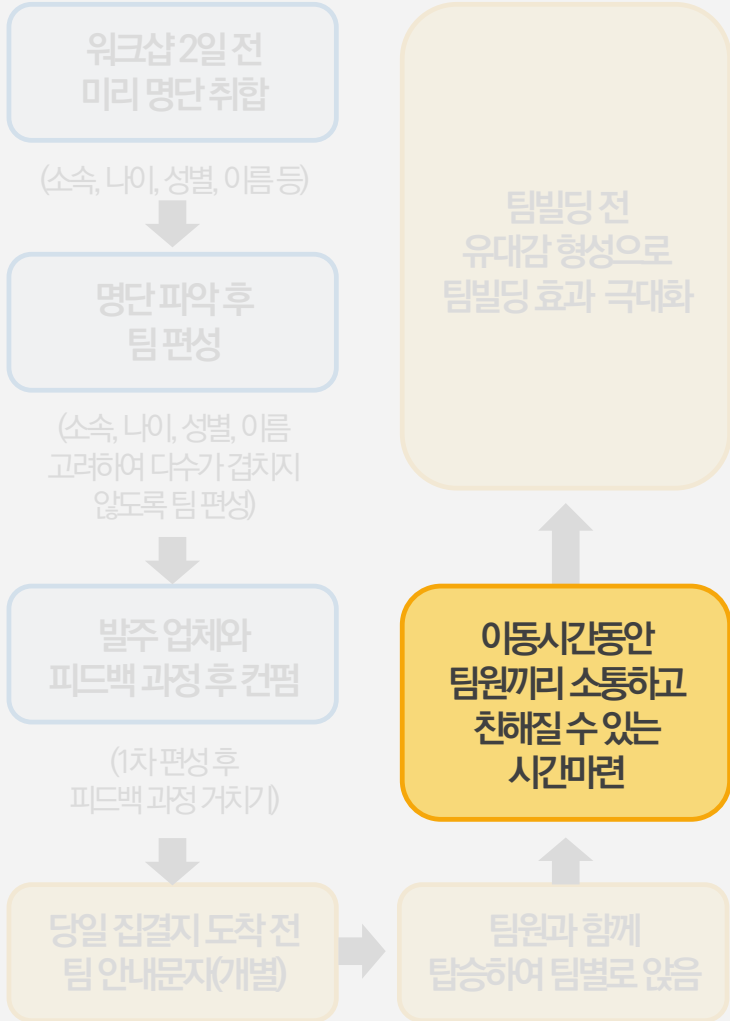 워크샵 2일 전
미리 명단 취합
(소속, 나이, 성별, 이름 등)
명단 파악 후
팀 편성
(소속, 나이, 성별, 이름
고려하여 다수가 겹치지
않도록 팀 편성)
발주 업체와
피드백 과정 후 컨펌
(1차 편성 후
피드백 과정 거치기)
당일 집결지 도착 전
팀 안내문자(개별)
팀원과 함께
탑승하여 팀별로 앉음
이동시간동안
팀원끼리 소통하고
친해질 수 있는
시간마련
팀빌딩 전
유대감 형성으로
팀빌딩 효과 극대화